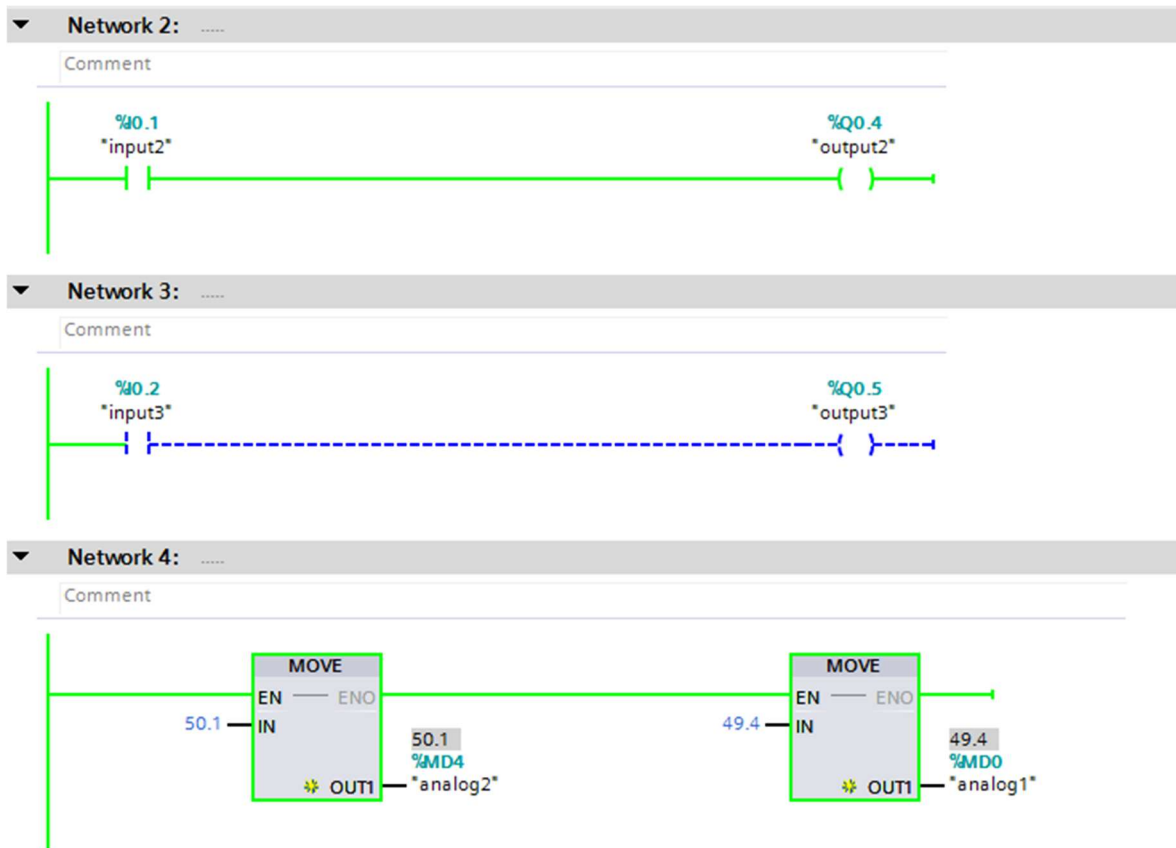 Network 2: .....
Comment
%I0.1
"input2"
%Q0.4
"output2"
Network 3: .....
Comment
%I0.2
"input3"
%Q0.5
"output3"
Network 4: .....
Comment
MOVE
EN ENO
50.1 IN
50.1
%MD4
OUT1 "analog2"
MOVE
EN ENO
49.4 IN
49.4
%MD0
OUT1 "analog1"